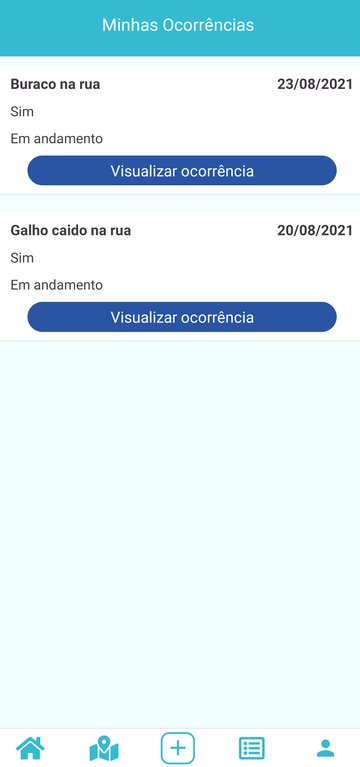 Minhas Ocorrências
Buraco na rua 23/08/2021
Sim
Em andamento
Visualizar ocorrência
Galho caido na rua 20/08/2021
Sim
Em andamento
Visualizar ocorrência